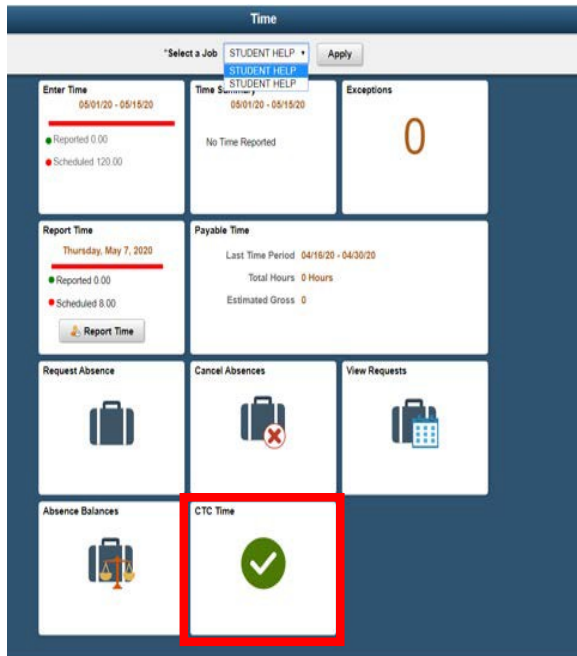 Time
*Select a Job STUDENT HELP Apply
STUDENT HELP
STUDENT HELP
Enter Time
05/01/20 - 05/15/20
Reported 0.00
Scheduled 120.00
Time Summary
05/01/20 - 05/15/20
No Time Reported
Exceptions
0
Report Time
Thursday, May 7, 2020
Reported 0.00
Scheduled 8.00
Report Time
Payable Time
Last Time Period 04/16/20 - 04/30/20
Total Hours 0 Hours
Estimated Gross 0
Request Absence
Cancel Absences
View Requests
Absence Balances
CTC Time